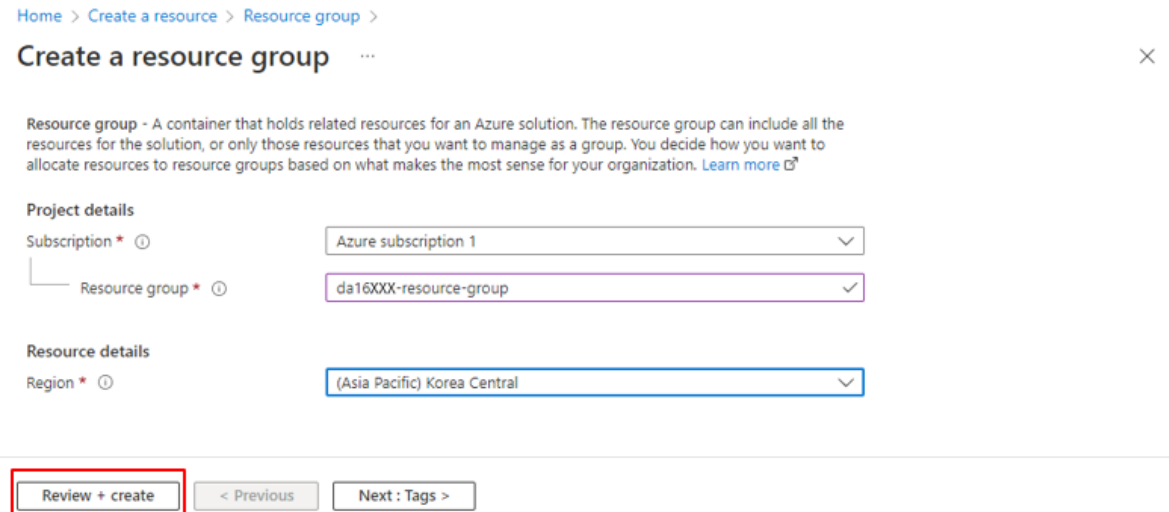 Home > Create a resource group > Resource group >
Create a resource group ...
Resource group - A container that holds related resources for an Azure solution. The resource group can include all the
resources for the solution, or only those resources that you want to manage as a group. You decide how you want to
allocate resources to resource groups based on what makes the most sense for your organization. Learn more
Project details
Subscription * Azure subscription 1
Resource group * da16XXX-resource-group
Resource details
Region * (Asia Pacific) Korea Central
Review + create < Previous Next : Tags >